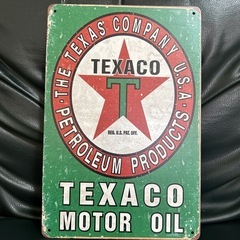 ·THE TEXAS COMPANY U.S.A.·
TEXACO
T
REG. U.S. PAT. OFF.
PETROLEUM PRODUCTS
TEXACO
MOTOR OIL